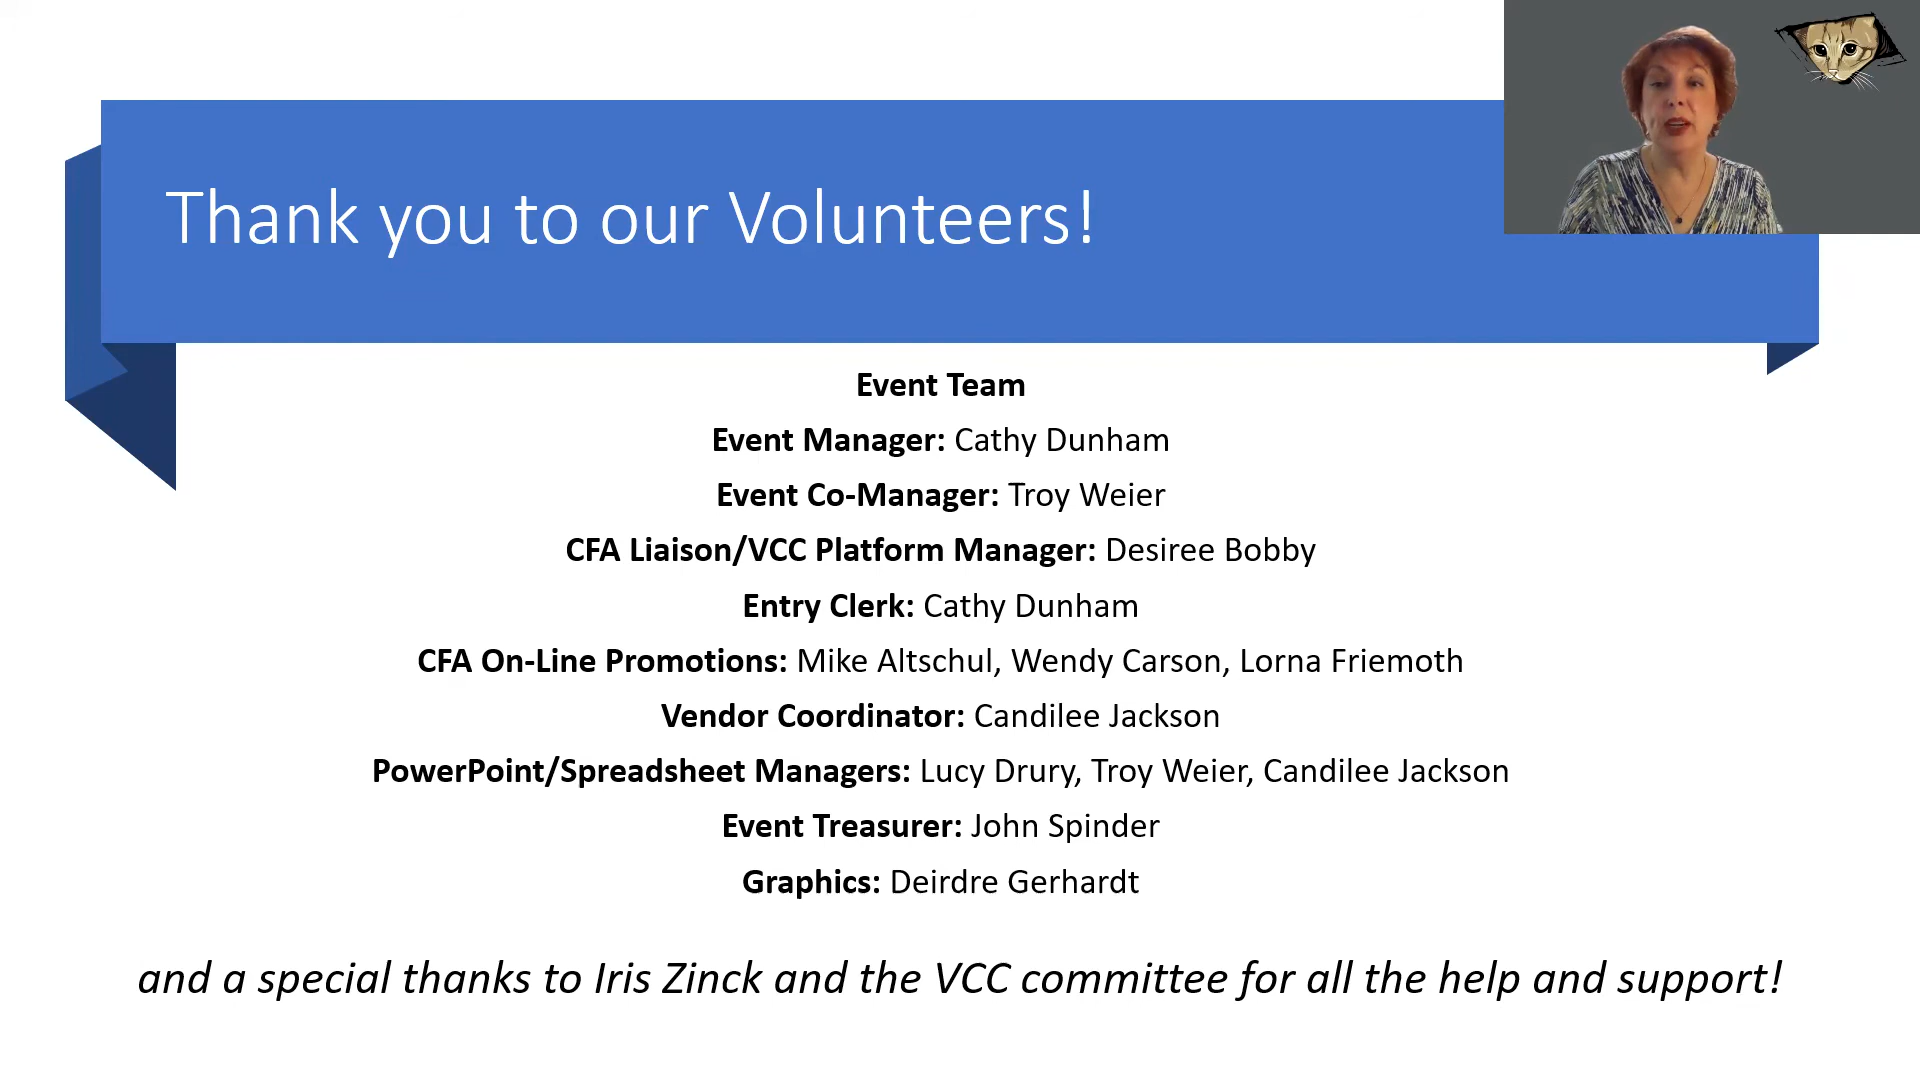 Thank you to our Volunteers!
Event Team
Event Manager: Cathy Dunham
Event Co-Manager: Troy Weier
CFA Liaison/VCC Platform Manager: Desiree Bobby
Entry Clerk: Cathy Dunham
CFA On-Line Promotions: Mike Altschul, Wendy Carson, Lorna Friemoth
Vendor Coordinator: Candilee Jackson
PowerPoint/Spreadsheet Managers: Lucy Drury, Troy Weier, Candilee Jackson
Event Treasurer: John Spinder
Graphics: Deirdre Gerhardt
and a special thanks to Iris Zinck and the VCC committee for all the help and support!